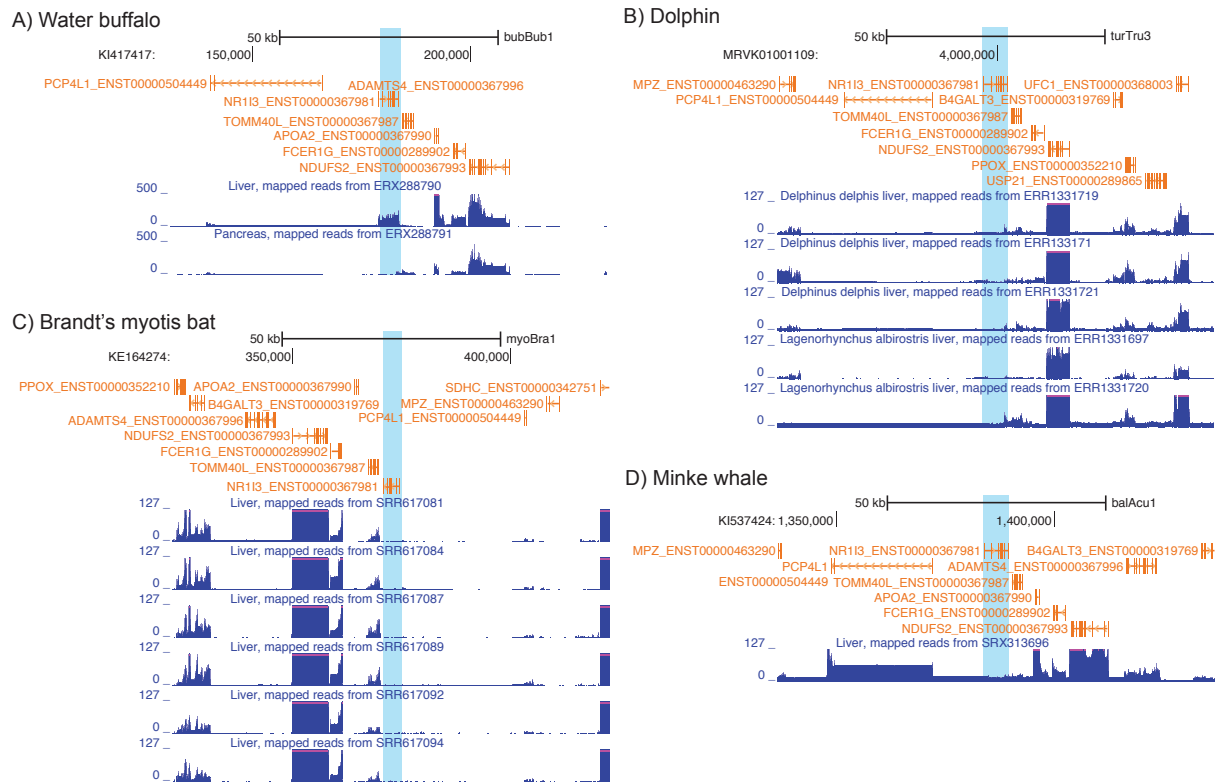 A) Water buffalo
50 kb
bubBub1
KI417417:
150,000
200,000
PCP4L1_ENST00000504449
ADAMTS4_ENST00000367996
NR1I3_ENST00000367981
TOMM40L_ENST00000367987
APOA2_ENST00000367990
FCER1G_ENST00000289902
NDUFS2_ENST00000367993
500 _
Liver, mapped reads from ERX288790
0 _
500 _
Pancreas, mapped reads from ERX288791
0 _
B) Dolphin
50 kb
turTru3
MRVK01001109:
4,000,000
MPZ_ENST00000463290
NR1I3_ENST00000367981
UFC1_ENST00000368003
PCP4L1_ENST00000504449
B4GALT3_ENST00000319769
TOMM40L_ENST00000367987
FCER1G_ENST00000289902
NDUFS2_ENST00000367993
PPOX_ENST00000352210
USP21_ENST00000289865
127 _
Delphinus delphis liver, mapped reads from ERR1331719
0 _
127 _
Delphinus delphis liver, mapped reads from ERR133171
0 _
127 _
Delphinus delphis liver, mapped reads from ERR1331721
0 _
127 _
Lagenorhynchus albirostris liver, mapped reads from ERR1331697
0 _
127 _
Lagenorhynchus albirostris liver, mapped reads from ERR1331720
0 _
C) Brandt's myotis bat
50 kb
myoBra1
KE164274:
350,000
400,000
PPOX_ENST00000352210
APOA2_ENST00000367990
SDHC_ENST00000342751
B4GALT3_ENST00000319769
MPZ_ENST00000463290
ADAMTS4_ENST00000367996
PCP4L1_ENST00000504449
NDUFS2_ENST00000367993
FCER1G_ENST00000289902
TOMM40L_ENST00000367987
NR1I3_ENST00000367981
127 _
Liver, mapped reads from SRR617081
0 _
127 _
Liver, mapped reads from SRR617084
0 _
127 _
Liver, mapped reads from SRR617087
0 _
127 _
Liver, mapped reads from SRR617089
0 _
127 _
Liver, mapped reads from SRR617092
0 _
127 _
Liver, mapped reads from SRR617094
0 _
D) Minke whale
50 kb
balAcu1
KI537424:
1,350,000
1,400,000
MPZ_ENST00000463290
NR1I3_ENST00000367981
B4GALT3_ENST00000319769
PCP4L1
ADAMTS4_ENST00000367996
ENST00000504449
TOMM40L_ENST00000367987
APOA2_ENST00000367990
FCER1G_ENST00000289902
NDUFS2_ENST00000367993
127 _
Liver, mapped reads from SRX313696
0 _